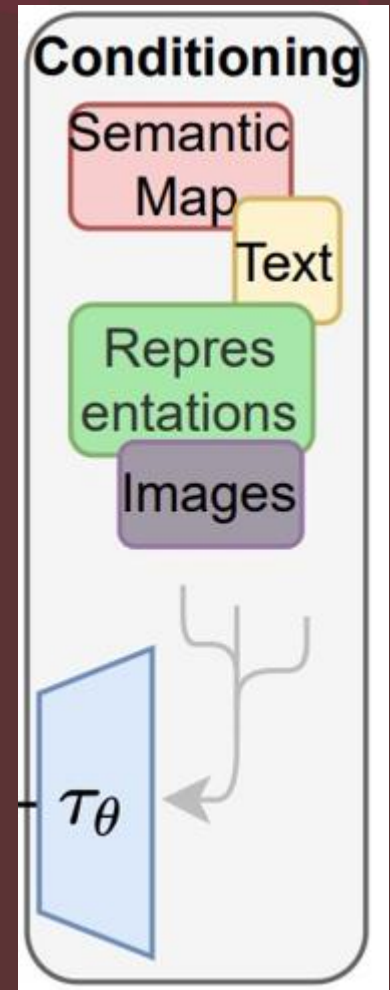 Conditioning
Semantic
Map
Text
Repres
entations
Images
τθ